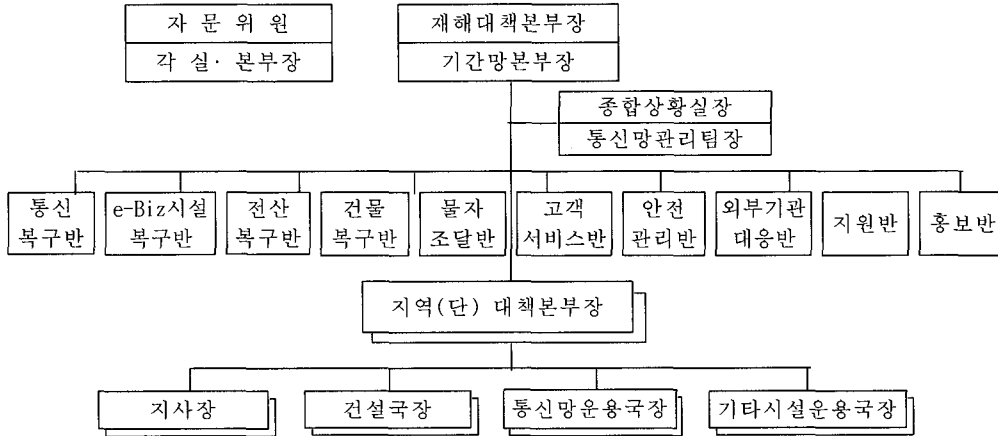 자 문 위 원
각 실· 본부장
재해대책본부장
기간망본부장
종합상황실장
통신망관리팀장
통신
복구반
e-Biz시설
복구반
전산
복구반
건물
복구반
물자
조달반
고객
서비스반
안전
관리반
외부기관
대응반
지원반
홍보반
지역(단) 대책본부장
지사장
건설국장
통신망운용국장
기타시설운용국장